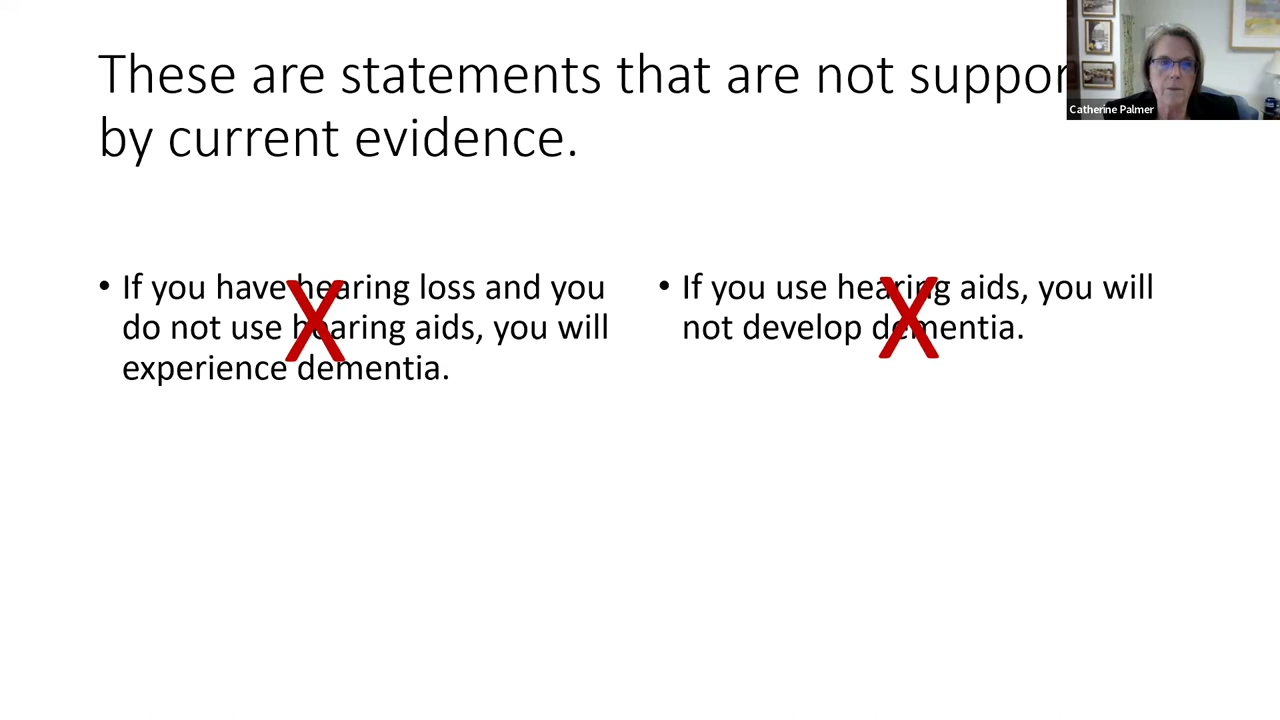 These are statements that are not suppor
by current evidence.
Catherine Palmer
• If you have hearing loss and you
do not use hearing aids, you will
experience dementia.
X
• If you use hearing aids, you will
not develop dementia.
X